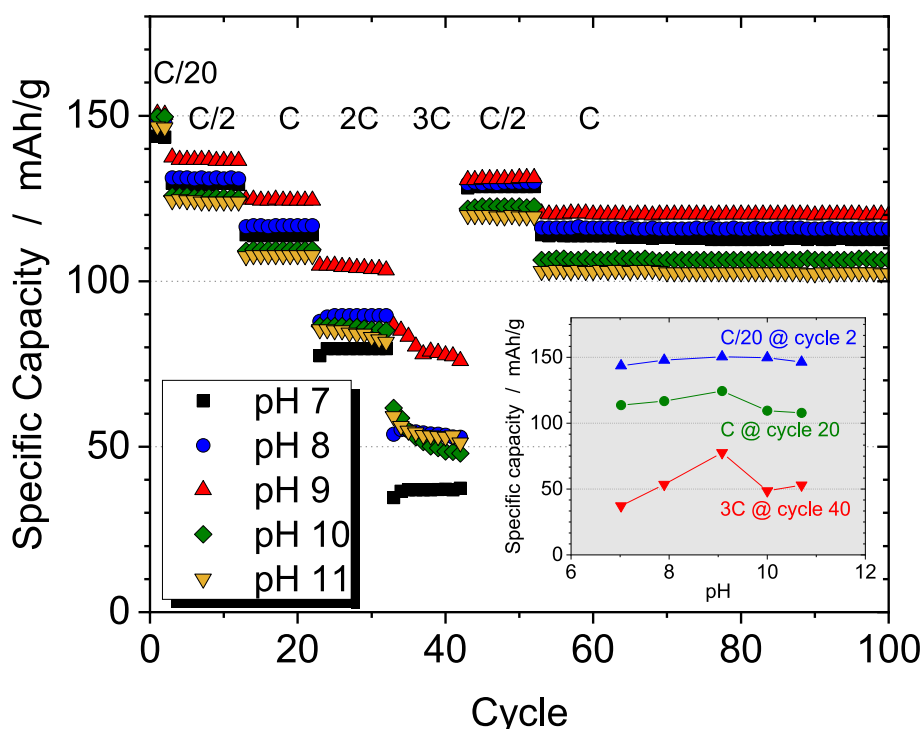 Specific Capacity / mAh/g
150
100
50
0
C/20
C/2 C 2C 3C C/2 C
pH 7
pH 8
pH 9
pH 10
pH 11
Specific capacity / mAh/g
200
150
100
50
0
C/20 @ cycle 2
C @ cycle 20
3C @ cycle 40
6 8 10 12
pH
0 20 40 60 80 100
Cycle